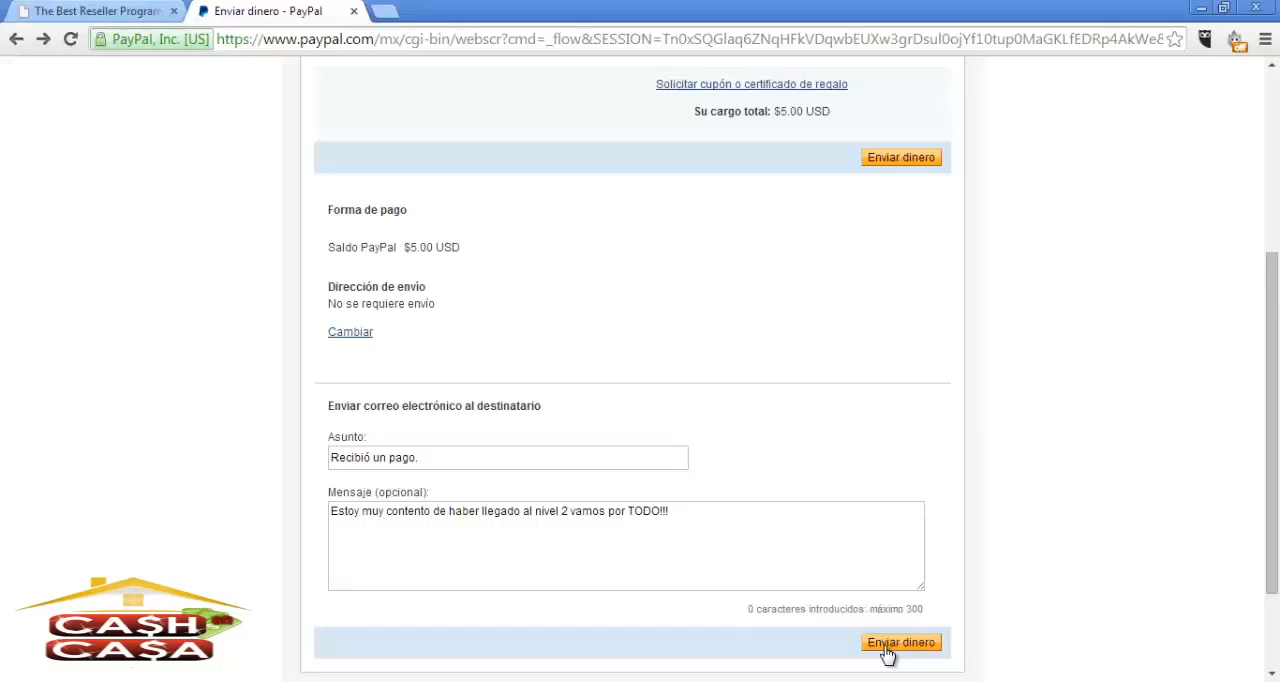 The Best Reseller Program
Enviar dinero - PayPal
PayPal, Inc. [US]
https://www.paypal.com/mx/cgi-bin/webscr?cmd=_flow&SESSION=Tn0xSQGlaq6ZNqHFkVDqwbEUXw3grDsul0ojYf10tup0MaGKLfEDRp4AkWe8
off
Solicitar cupón o certificado de regalo
Su cargo total: $5.00 USD
Enviar dinero
Forma de pago
Saldo PayPal $5.00 USD
Dirección de envío
No se requiere envío
Cambiar
Enviar correo electrónico al destinatario
Asunto:
Recibió un pago.
Mensaje (opcional):
Estoy muy contento de haber llegado al nivel 2 vamos por TODO!!!
0 caracteres introducidos: máximo 300
Enviar dinero
CA$H
CA$A